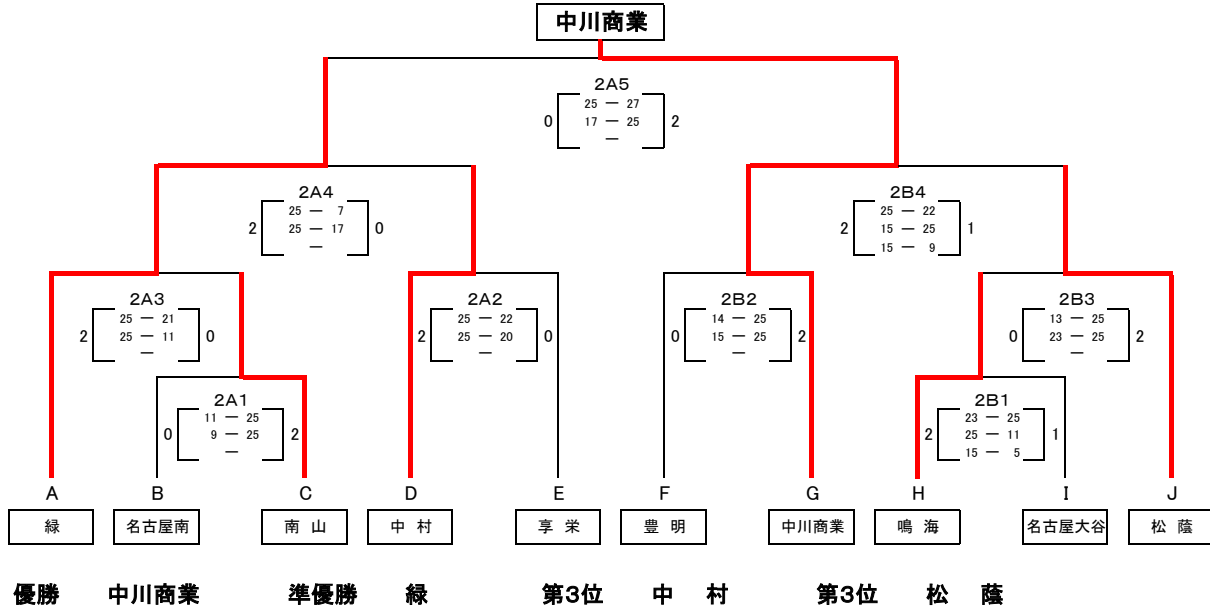 中川商業
2A5
0 25 ― 27 2
17 ― 25
―
2A4
2 25 ― 7 0
25 ― 17
―
2B4
2 25 ― 22 1
15 ― 25
15 ― 9
2A3
2 25 ― 21 0
25 ― 11
―
2A2
2 25 ― 22 0
25 ― 20
―
2B2
0 14 ― 25 2
15 ― 25
―
2B3
0 13 ― 25 2
23 ― 25
―
2A1
0 11 ― 25 2
9 ― 25
―
2B1
2 23 ― 25 1
25 ― 11
15 ― 5
A B C D E F G H I J
緑 名古屋南 南 山 中 村 享 栄 豊 明 中川商業 鳴 海 名古屋大谷 松 蔭
優勝 中川商業 準優勝 緑 第3位 中 村 第3位 松 蔭